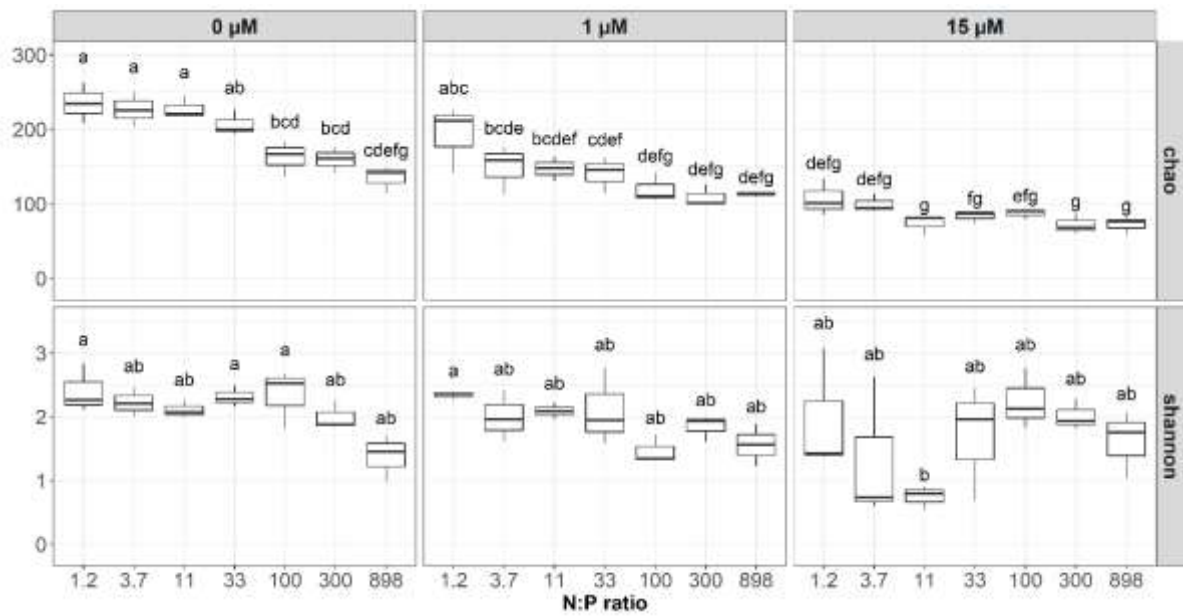 0 µM 1 µM 15 µM
300
200
100
0
a a a ab bcd bcd cdefg
abc bcde bcdef cdef defg defg defg
defg defg g fg efg g g
chao
3
2
1
0
a ab ab a a ab ab
a ab ab ab ab ab ab
ab ab b ab ab ab ab
shannon
1.2 3.7 11 33 100 300 898 1.2 3.7 11 33 100 300 898 1.2 3.7 11 33 100 300 898
N:P ratio